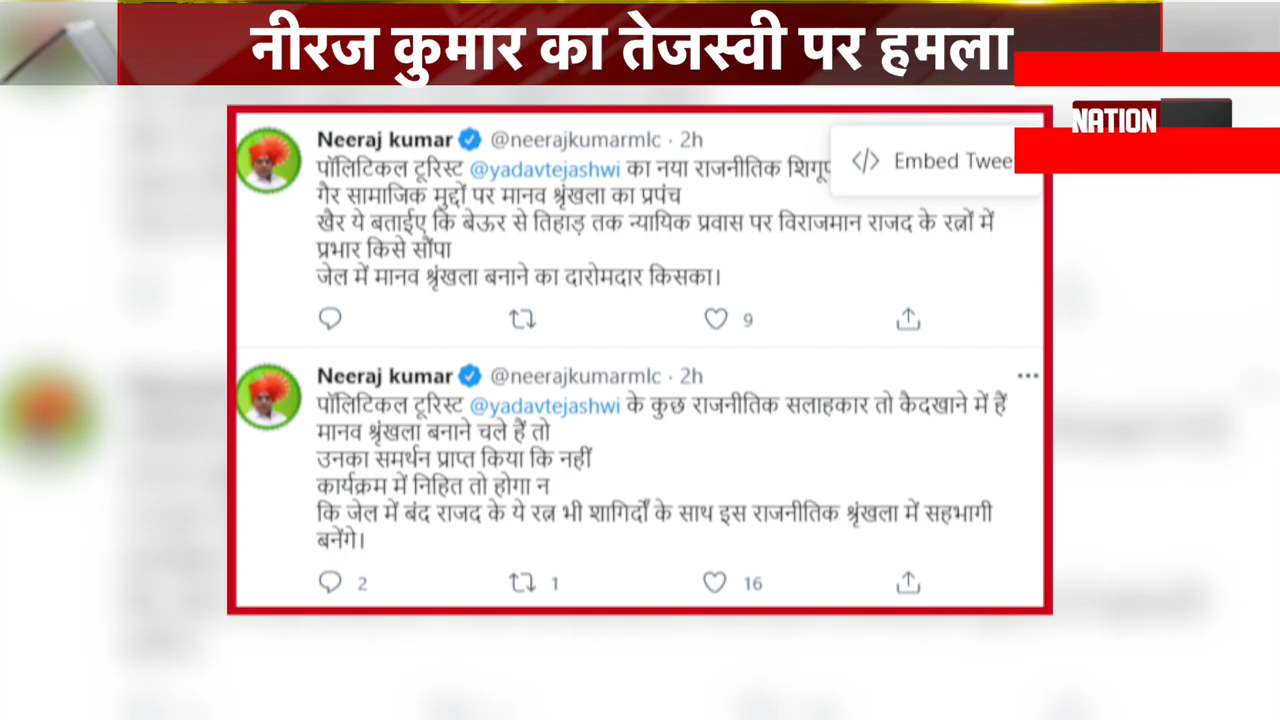 नीरज कुमार का तेजस्वी पर हमला
NATION
Neeraj kumar @neerajkumarmlc · 2h
Embed Twee
पॉलिटिकल टूरिस्ट @yadavtejashwi का नया राजनीतिक
गैर सामाजिक मुद्दों पर मानव श्रृंखला का प्रपंच
खैर ये बताईए कि बेऊर से तिहाड़ तक न्यायिक प्रवास पर विराजमान राजद के रत्नों में
प्रभार किसे सौंपा
जेल में मानव श्रृंखला बनाने का दारोमदार किसका।
9
Neeraj kumar @neerajkumarmlc · 2h
पॉलिटिकल टूरिस्ट @yadavtejashwi के कुछ राजनीतिक सलाहकार तो कैदखाने में हैं
मानव श्रृंखला बनाने चले हैं तो
उनका समर्थन प्राप्त किया कि नहीं
कार्यक्रम में निहित तो होगा न
कि जेल में बंद राजद के ये रत्न भी शागिर्दों के साथ इस राजनीतिक श्रृंखला में सहभागी
बनेंगे।
2 1 16